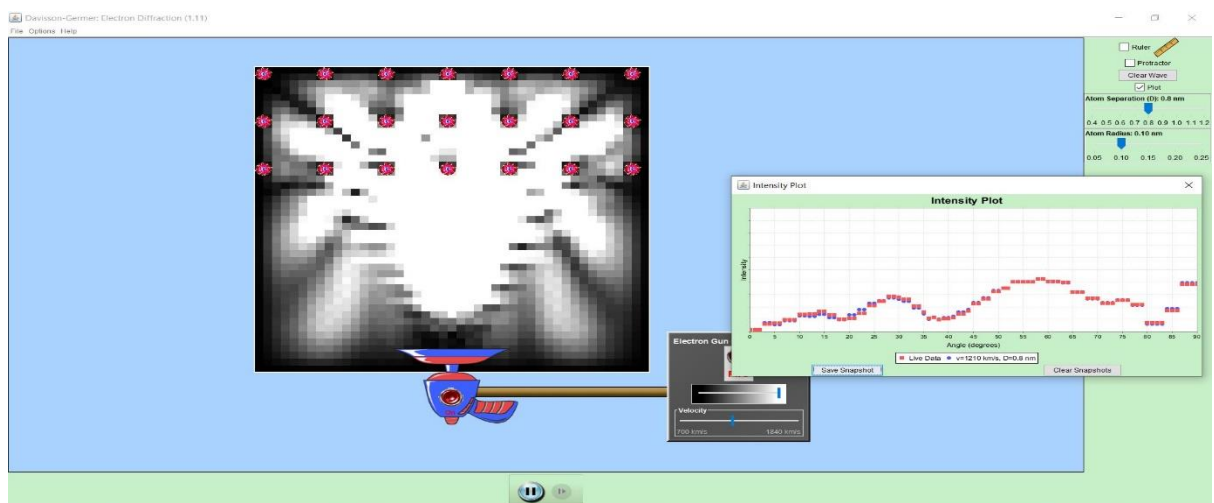 Davisson-Germer: Electron Diffraction (1.11)
File Options Help
Ruler
Protractor
Clear Wave
Plot
Atom Separation (D): 0.8 nm
0.4 0.5 0.6 0.7 0.8 0.9 1.0 1.1 1.2
Atom Radius: 0.10 nm
0.05 0.10 0.15 0.20 0.25
Intensity Plot
Intensity Plot
Intensity
0 5 10 15 20 25 30 35 40 45 50 55 60 65 70 75 80 85 90
Angle (degrees)
Live Data v=1210 km/s, D=0.8 nm
Save Snapshot Clear Snapshots
Electron Gun
Velocity
700 km/s 1840 km/s